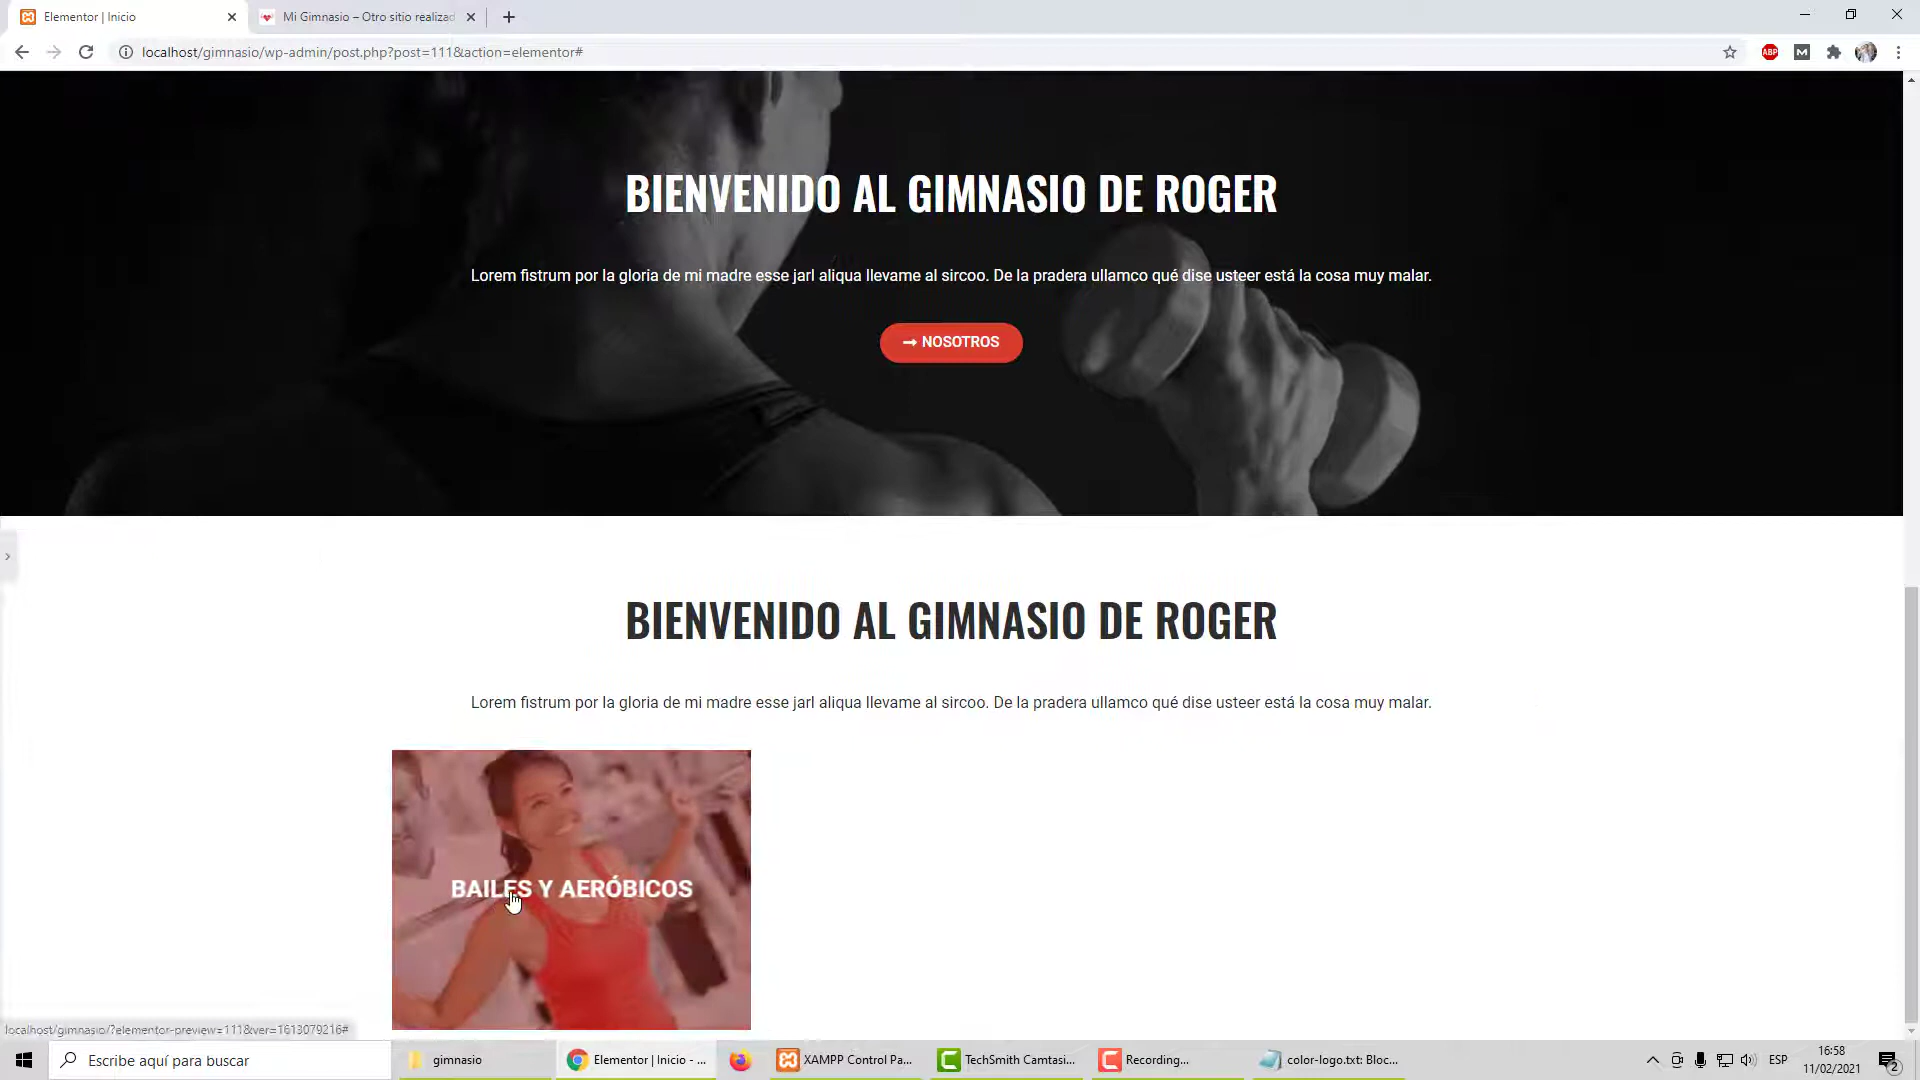 Elementor | Inicio
Mi Gimnasio – Otro sitio realizad
localhost/gimnasio/wp-admin/post.php?post=111&action=elementor#
ABP
BIENVENIDO AL GIMNASIO DE ROGER
Lorem fistrum por la gloria de mi madre esse jarl aliqua llevame al sircoo. De la pradera ullamco qué dise usteer está la cosa muy malar.
➞ NOSOTROS
BIENVENIDO AL GIMNASIO DE ROGER
Lorem fistrum por la gloria de mi madre esse jarl aliqua llevame al sircoo. De la pradera ullamco qué dise usteer está la cosa muy malar.
BAILES Y AERÓBICOS
localhost/gimnasio/?elementor-preview=111&ver=1613079216#
Escribe aquí para buscar
gimnasio
Elementor | Inicio - ...
XAMPP Control Pa...
TechSmith Camtasi...
Recording...
color-logo.txt: Bloc...
ESP
16:58
11/02/2021
2